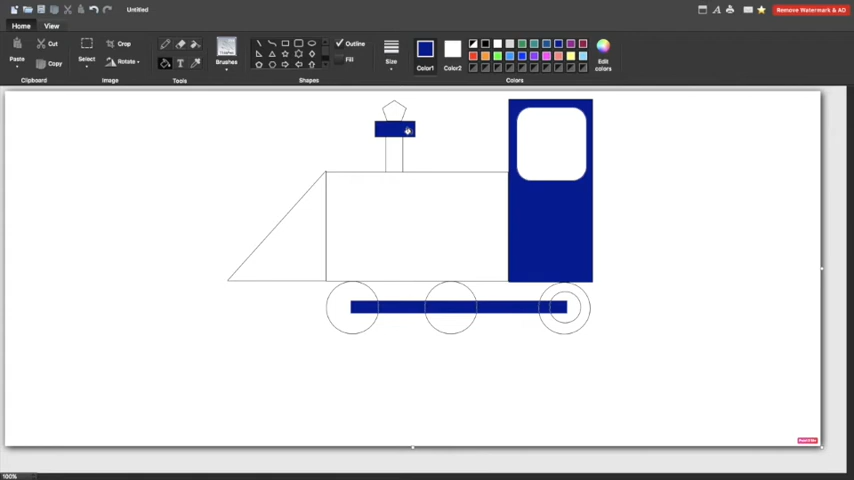 Untitled
Remove Watermark & AD
Home
View
Paste
Cut
Copy
Clipboard
Select
Crop
Rotate
Image
Tools
Brushes
Shapes
Outline
Fill
Size
Color1
Color2
Colors
Edit
colors
100%